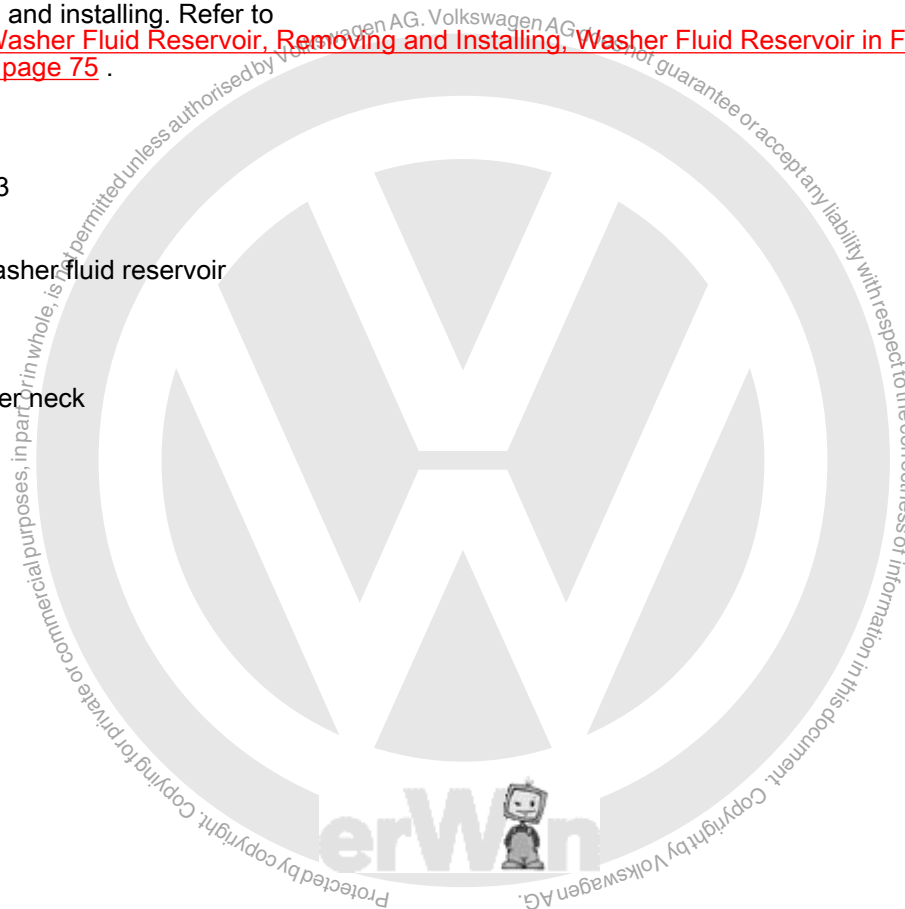 and installing. Refer to
Washer Fluid Reservoir, Removing and Installing, Washer Fluid Reservoir in F
page 75 .
3
asher fluid reservoir
er neck
Protected by copyright. Copying for private or commercial purposes, in part or in whole, is not permitted unless authorised by Volkswagen AG. Volkswagen AG does not guarantee or accept any liability with respect to the correctness of information in this document. Copyright by Volkswagen AG.
erWin